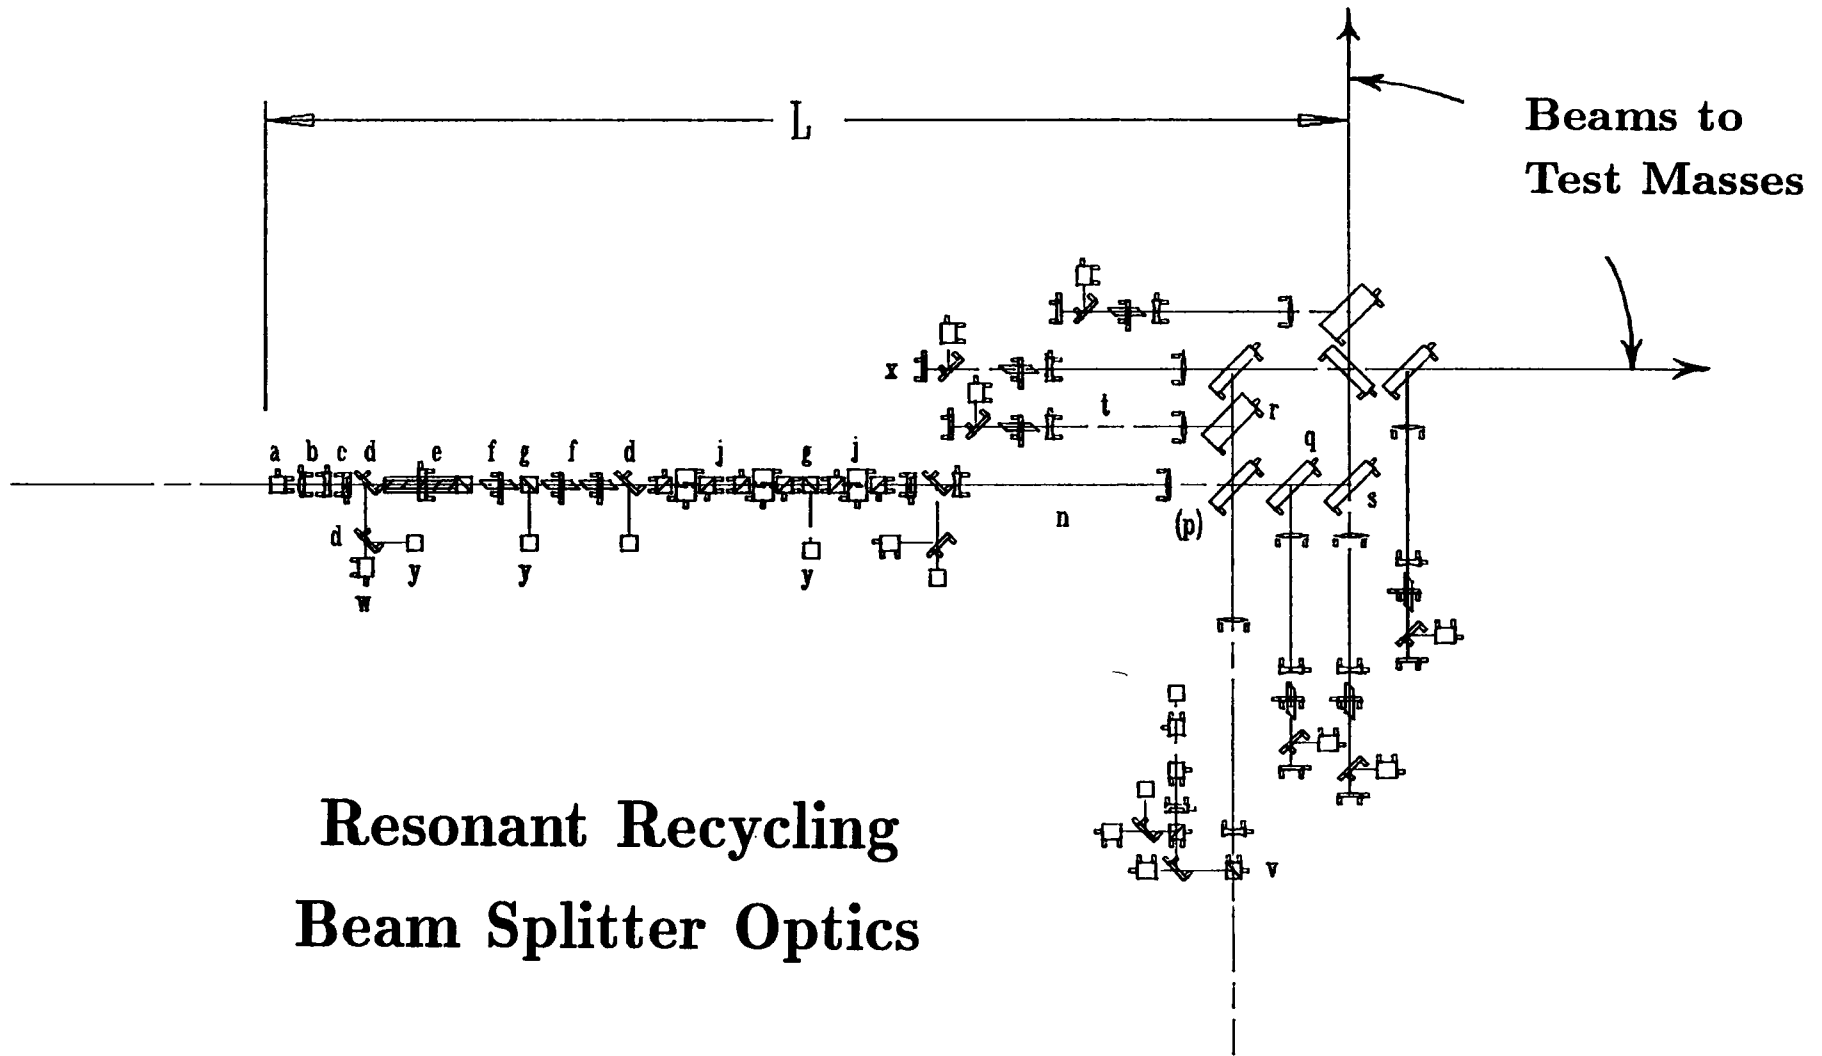 L
Beams to
Test Masses
x
t
r
q
a b c d e f g f d j g j
s
n
(p)
d
y
y
y
w
v
Resonant Recycling
Beam Splitter Optics